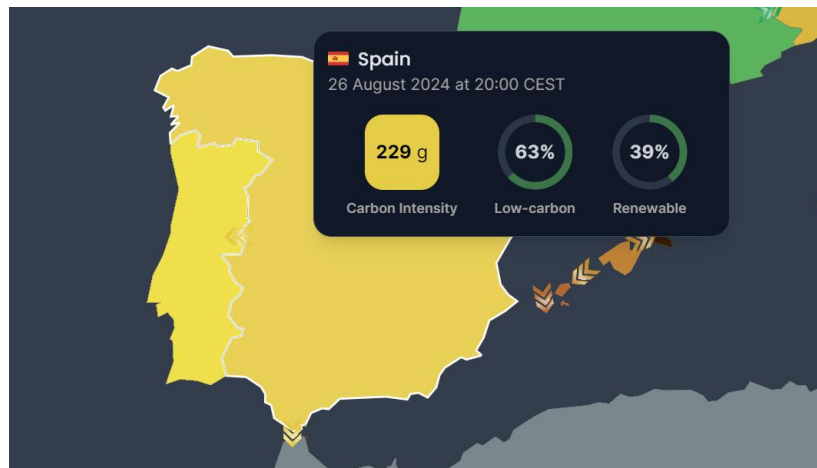 Spain
26 August 2024 at 20:00 CEST
229 g
63%
39%
Carbon Intensity
Low-carbon
Renewable